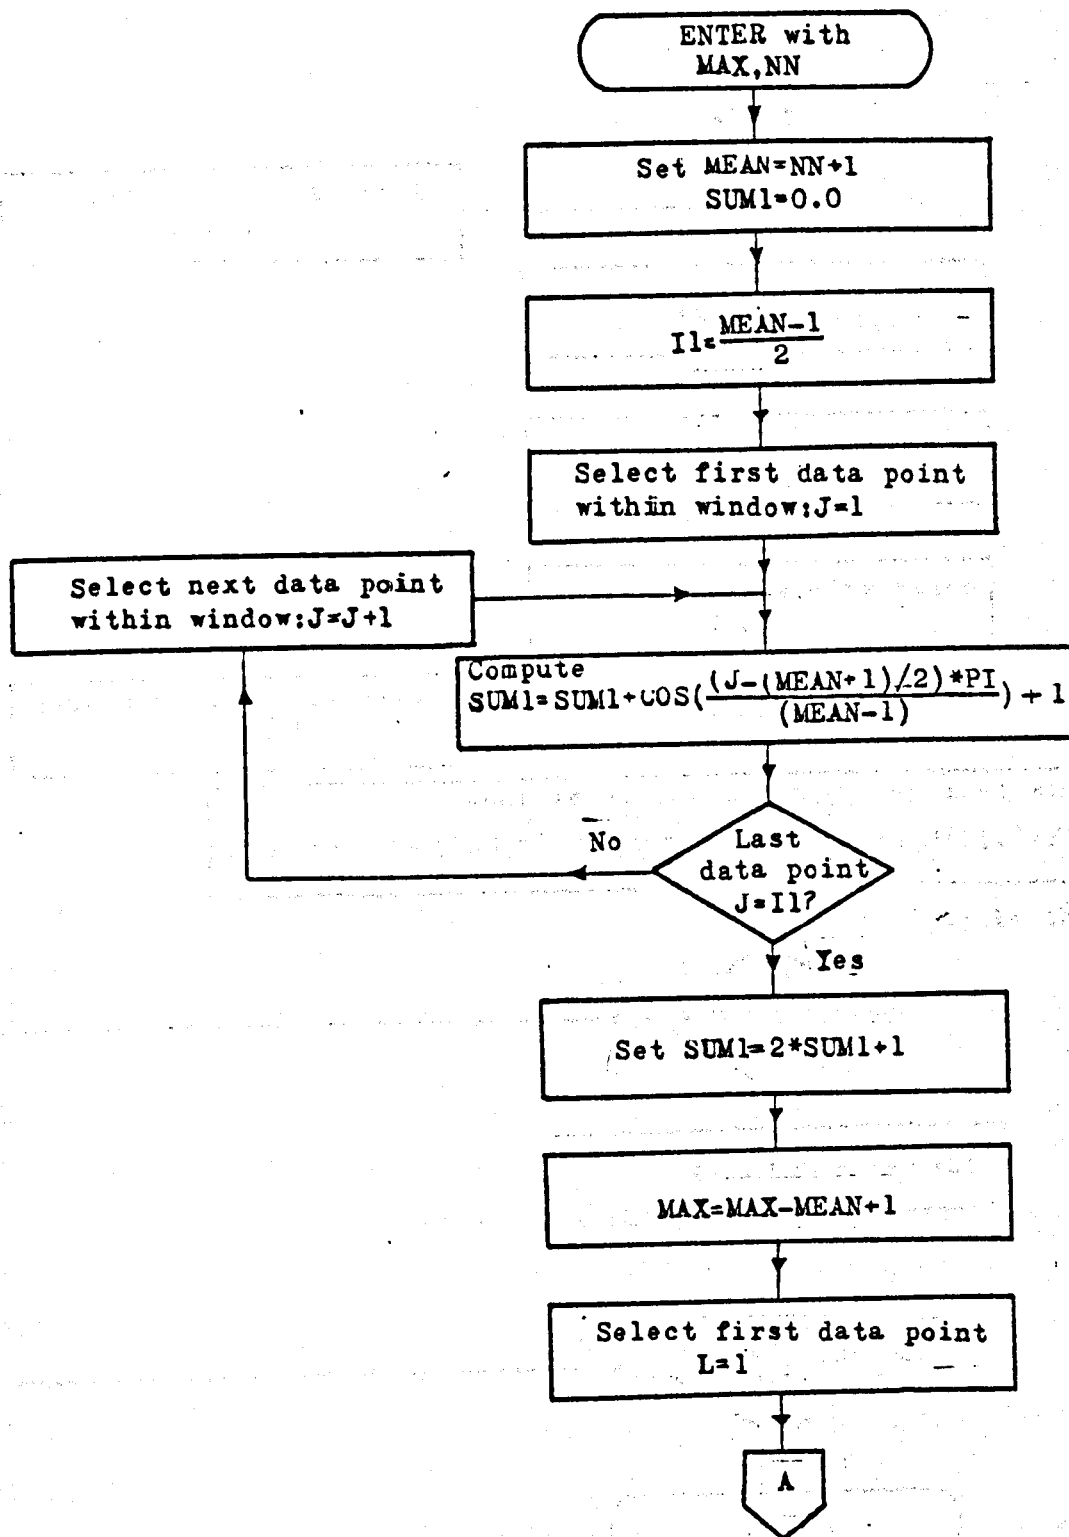 ENTER with
MAX,NN
Set MEAN=NN+1
SUM1=0.0
I1=MEAN-1
2
Select first data point
within window:J=1
Select next data point
within window:J=J+1
Compute
SUM1=SUM1+COS((J-(MEAN+1)/2)*PI
(MEAN-1))+1
Last
data point
J=I1?
No
Yes
Set SUM1=2*SUM1+1
MAX=MAX-MEAN+1
Select first data point
L=1
A